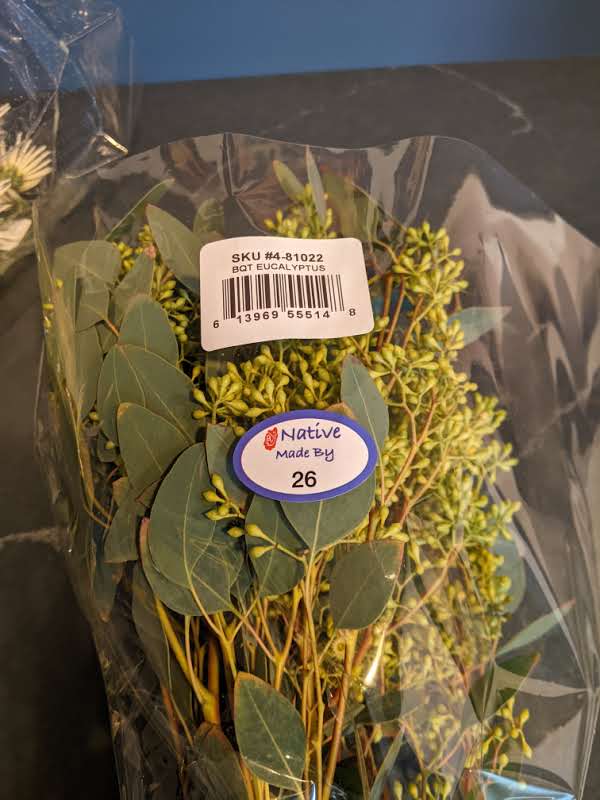 SKU #4-81022
BQT EUCALYPTUS
6 13969 55514 8
Native
Made By
26